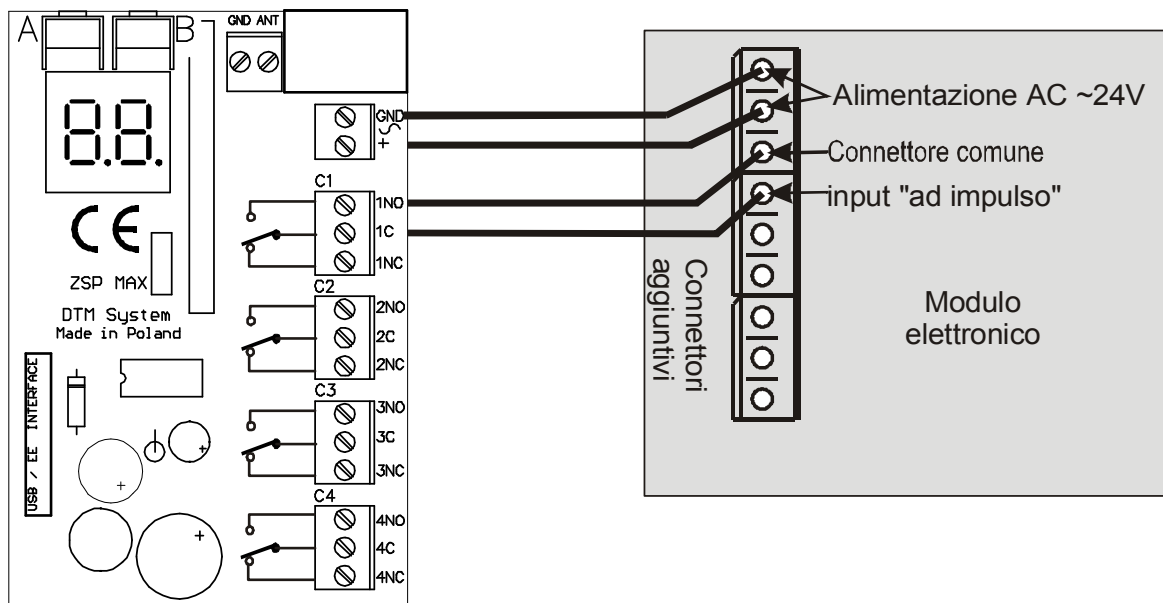 A
B
GND ANT
8.8.
GND
+
C1
1NO
1C
1NC
ZSP MAX
DTM System
Made in Poland
C2
2NO
2C
2NC
C3
3NO
3C
3NC
C4
4NO
4C
4NC
USB / EE INTERFACE
+
+
+
Alimentazione AC ~24V
Connettore comune
input "ad impulso"
Connettori
aggiuntivi
Modulo
elettronico